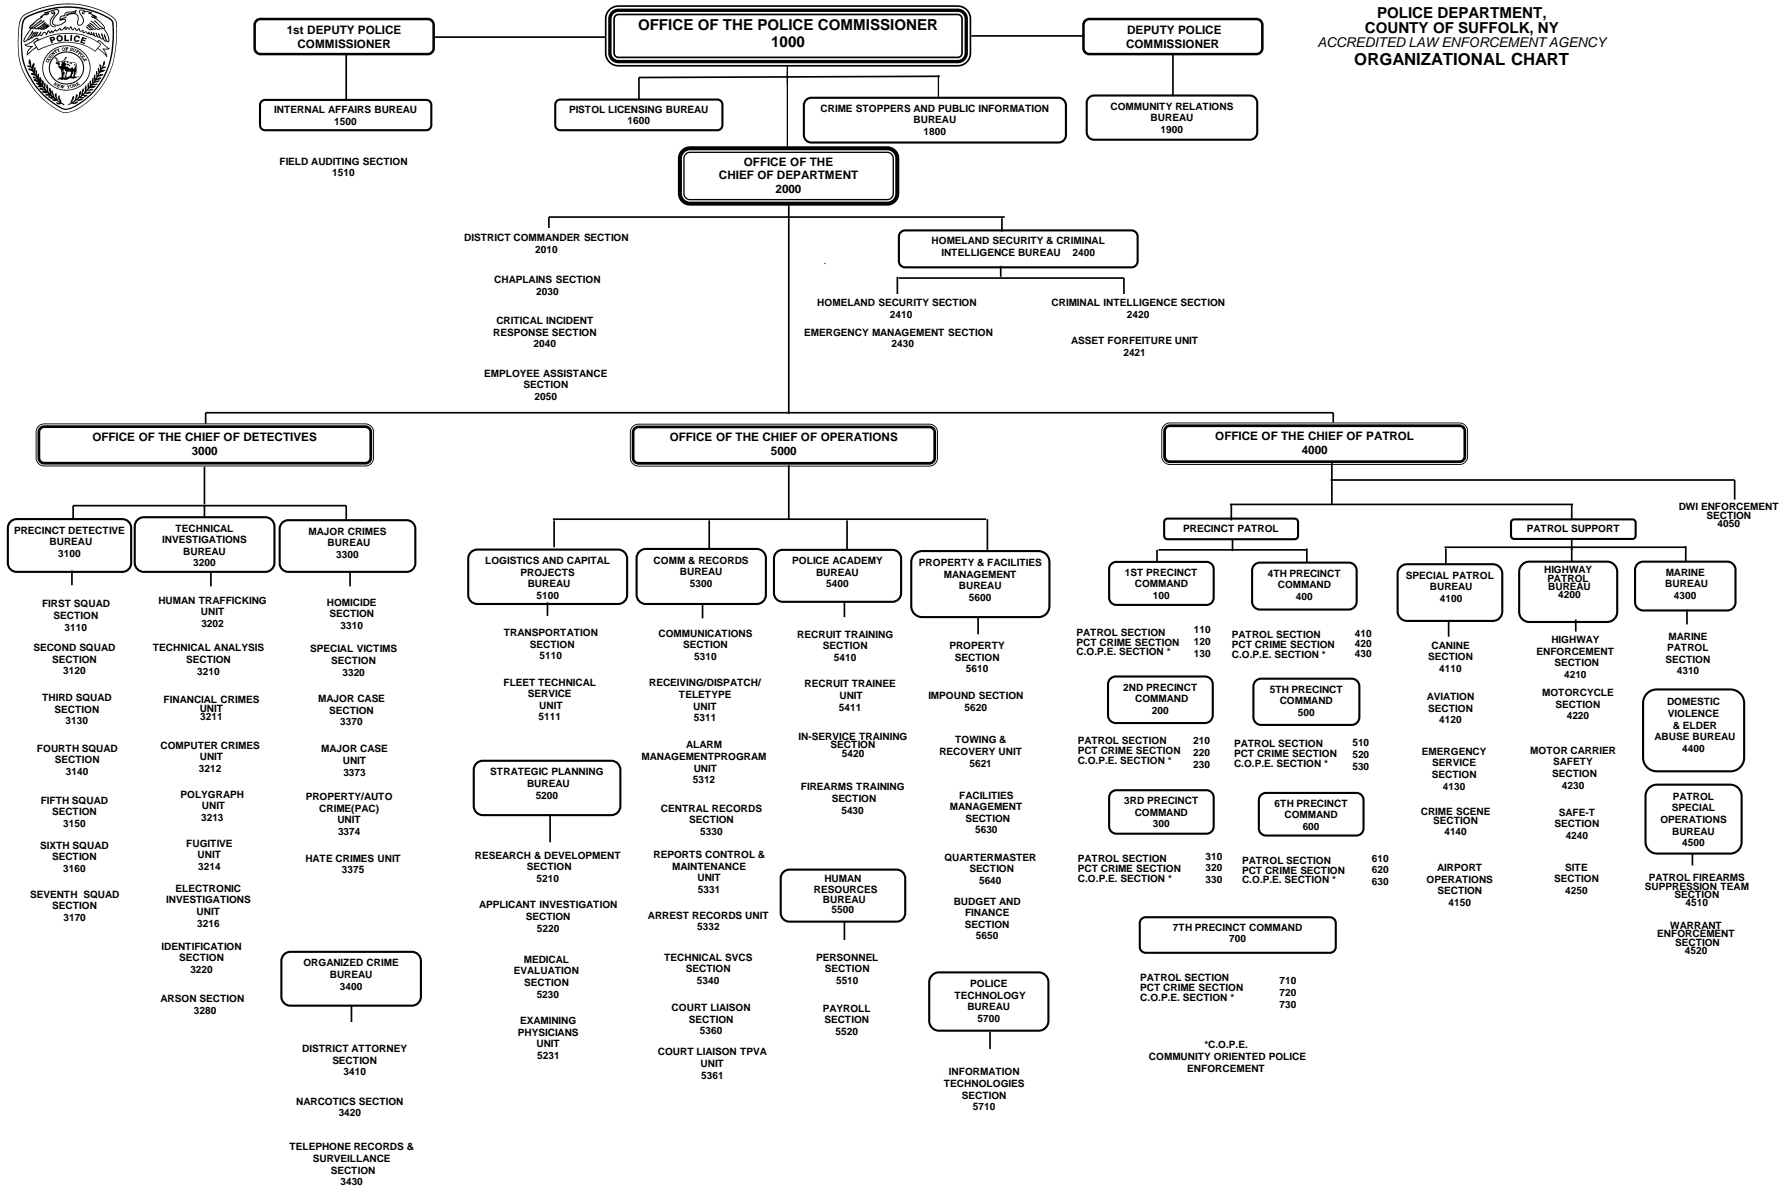 POLICE
COUNTY OF SUFFOLK
NEW YORK
1st DEPUTY POLICE
COMMISSIONER
OFFICE OF THE POLICE COMMISSIONER
1000
DEPUTY POLICE
COMMISSIONER
POLICE DEPARTMENT,
COUNTY OF SUFFOLK, NY
ACCREDITED LAW ENFORCEMENT AGENCY
ORGANIZATIONAL CHART
INTERNAL AFFAIRS BUREAU
1500
PISTOL LICENSING BUREAU
1600
CRIME STOPPERS AND PUBLIC INFORMATION
BUREAU
1800
COMMUNITY RELATIONS
BUREAU
1900
FIELD AUDITING SECTION
1510
OFFICE OF THE
CHIEF OF DEPARTMENT
2000
DISTRICT COMMANDER SECTION
2010
CHAPLAINS SECTION
2030
CRITICAL INCIDENT
RESPONSE SECTION
2040
EMPLOYEE ASSISTANCE
SECTION
2050
HOMELAND SECURITY & CRIMINAL
INTELLIGENCE BUREAU 2400
HOMELAND SECURITY SECTION
2410
EMERGENCY MANAGEMENT SECTION
2430
CRIMINAL INTELLIGENCE SECTION
2420
ASSET FORFEITURE UNIT
2421
OFFICE OF THE CHIEF OF DETECTIVES
3000
OFFICE OF THE CHIEF OF OPERATIONS
5000
OFFICE OF THE CHIEF OF PATROL
4000
PRECINCT DETECTIVE
BUREAU
3100
FIRST SQUAD
SECTION
3110
SECOND SQUAD
SECTION
3120
THIRD SQUAD
SECTION
3130
FOURTH SQUAD
SECTION
3140
FIFTH SQUAD
SECTION
3150
SIXTH SQUAD
SECTION
3160
SEVENTH SQUAD
SECTION
3170
TECHNICAL
INVESTIGATIONS
BUREAU
3200
HUMAN TRAFFICKING
UNIT
3202
TECHNICAL ANALYSIS
SECTION
3210
FINANCIAL CRIMES
UNIT
3211
COMPUTER CRIMES
UNIT
3212
POLYGRAPH
UNIT
3213
FUGITIVE
UNIT
3214
ELECTRONIC
INVESTIGATIONS
UNIT
3216
IDENTIFICATION
SECTION
3220
ARSON SECTION
3280
MAJOR CRIMES
BUREAU
3300
HOMICIDE
SECTION
3310
SPECIAL VICTIMS
SECTION
3320
MAJOR CASE
SECTION
3370
MAJOR CASE
UNIT
3373
PROPERTY/AUTO
CRIME(PAC)
UNIT
3374
HATE CRIMES UNIT
3375
ORGANIZED CRIME
BUREAU
3400
DISTRICT ATTORNEY
SECTION
3410
NARCOTICS SECTION
3420
TELEPHONE RECORDS &
SURVEILLANCE
SECTION
3430
LOGISTICS AND CAPITAL
PROJECTS
BUREAU
5100
TRANSPORTATION
SECTION
5110
FLEET TECHNICAL
SERVICE
UNIT
5111
STRATEGIC PLANNING
BUREAU
5200
RESEARCH & DEVELOPMENT
SECTION
5210
APPLICANT INVESTIGATION
SECTION
5220
MEDICAL
EVALUATION
SECTION
5230
EXAMINING
PHYSICIANS
UNIT
5231
COMM & RECORDS
BUREAU
5300
COMMUNICATIONS
SECTION
5310
RECEIVING/DISPATCH/
TELETYPE
UNIT
5311
ALARM
MANAGEMENTPROGRAM
UNIT
5312
CENTRAL RECORDS
SECTION
5330
REPORTS CONTROL &
MAINTENANCE
UNIT
5331
ARREST RECORDS UNIT
5332
TECHNICAL SVCS
SECTION
5340
COURT LIAISON
SECTION
5360
COURT LIAISON TPVA
UNIT
5361
POLICE ACADEMY
BUREAU
5400
RECRUIT TRAINING
SECTION
5410
RECRUIT TRAINEE
UNIT
5411
IN-SERVICE TRAINING
SECTION
5420
FIREARMS TRAINING
SECTION
5430
HUMAN
RESOURCES
BUREAU
5500
PERSONNEL
SECTION
5510
PAYROLL
SECTION
5520
PROPERTY & FACILITIES
MANAGEMENT
BUREAU
5600
PROPERTY
SECTION
5610
IMPOUND SECTION
5620
TOWING &
RECOVERY UNIT
5621
FACILITIES
MANAGEMENT
SECTION
5630
QUARTERMASTER
SECTION
5640
BUDGET AND
FINANCE
SECTION
5650
POLICE
TECHNOLOGY
BUREAU
5700
INFORMATION
TECHNOLOGIES
SECTION
5710
PRECINCT PATROL
1ST PRECINCT
COMMAND
100
PATROL SECTION 110
PCT CRIME SECTION 120
C.O.P.E. SECTION * 130
4TH PRECINCT
COMMAND
400
PATROL SECTION 410
PCT CRIME SECTION 420
C.O.P.E. SECTION * 430
2ND PRECINCT
COMMAND
200
PATROL SECTION 210
PCT CRIME SECTION 220
C.O.P.E. SECTION * 230
5TH PRECINCT
COMMAND
500
PATROL SECTION 510
PCT CRIME SECTION 520
C.O.P.E. SECTION * 530
3RD PRECINCT
COMMAND
300
PATROL SECTION 310
PCT CRIME SECTION 320
C.O.P.E. SECTION * 330
6TH PRECINCT
COMMAND
600
PATROL SECTION 610
PCT CRIME SECTION 620
C.O.P.E. SECTION * 630
7TH PRECINCT COMMAND
700
PATROL SECTION 710
PCT CRIME SECTION 720
C.O.P.E. SECTION * 730
*C.O.P.E.
COMMUNITY ORIENTED POLICE
ENFORCEMENT
PATROL SUPPORT
DWI ENFORCEMENT
SECTION
4050
SPECIAL PATROL
BUREAU
4100
CANINE
SECTION
4110
AVIATION
SECTION
4120
EMERGENCY
SERVICE
SECTION
4130
CRIME SCENE
SECTION
4140
AIRPORT
OPERATIONS
SECTION
4150
HIGHWAY
PATROL
BUREAU
4200
HIGHWAY
ENFORCEMENT
SECTION
4210
MOTORCYCLE
SECTION
4220
MOTOR CARRIER
SAFETY
SECTION
4230
SAFE-T
SECTION
4240
SITE
SECTION
4250
MARINE
BUREAU
4300
MARINE
PATROL
SECTION
4310
DOMESTIC
VIOLENCE
& ELDER
ABUSE BUREAU
4400
PATROL
SPECIAL
OPERATIONS
BUREAU
4500
PATROL FIREARMS
SUPPRESSION TEAM
SECTION
4510
WARRANT
ENFORCEMENT
SECTION
4520